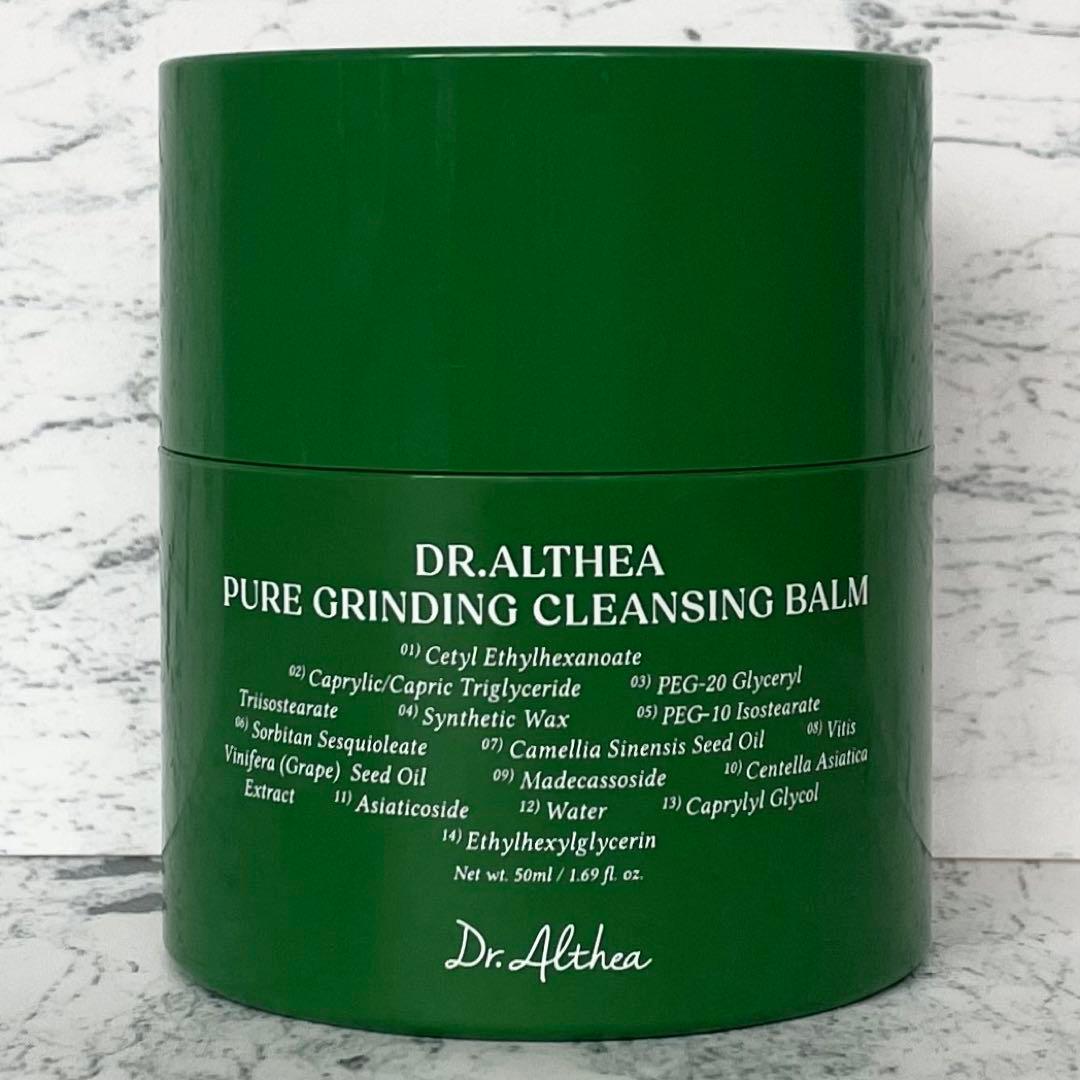 DR.ALTHEA
PURE GRINDING CLEANSING BALM
01) Cetyl Ethylhexanoate
02) Caprylic/Capric Triglyceride 03) PEG-20 Glyceryl
Triisostearate 04) Synthetic Wax 05) PEG-10 Isostearate
06) Sorbitan Sesquioleate 07) Camellia Sinensis Seed Oil 08) Vitis
Vinifera (Grape) Seed Oil 09) Madecassoside 10) Centella Asiatica
Extract 11) Asiaticoside 12) Water 13) Caprylyl Glycol
14) Ethylhexylglycerin
Net wt. 50ml / 1.69 fl. oz.
Dr. Althea